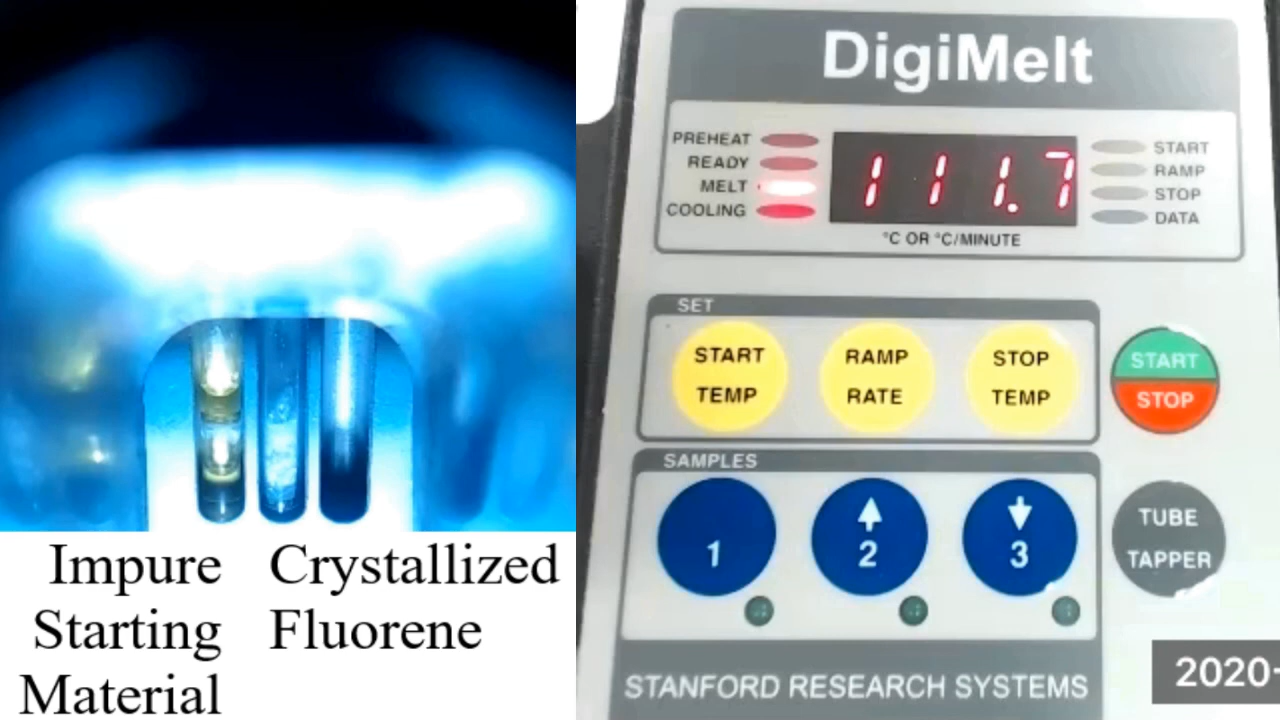 Impure
Starting
Material
Crystallized
Fluorene
DigiMelt
PREHEAT
READY
MELT
COOLING
111.7
START
RAMP
STOP
DATA
°C OR °C/MINUTE
SET
START
TEMP
RAMP
RATE
STOP
TEMP
START
STOP
SAMPLES
1
2
3
TUBE
TAPPER
STANFORD RESEARCH SYSTEMS
2020-